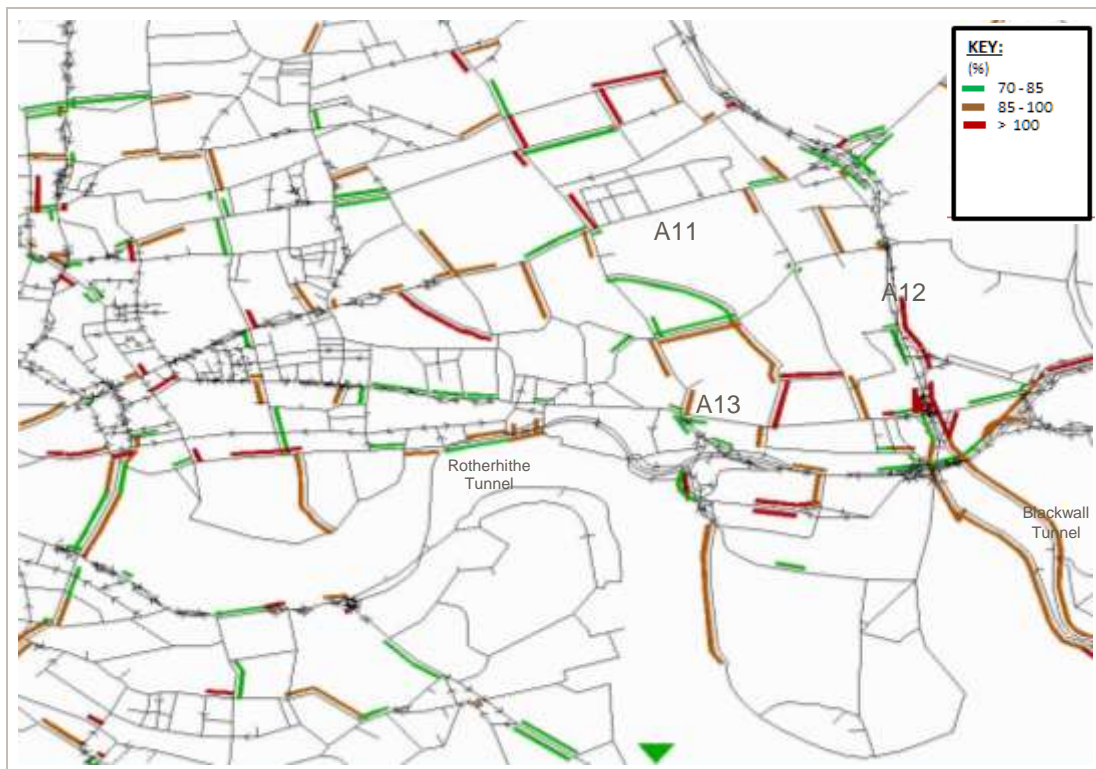 KEY:
(%)
70 - 85
85 - 100
> 100
A11
A12
A13
Rotherhithe
Tunnel
Blackwall
Tunnel